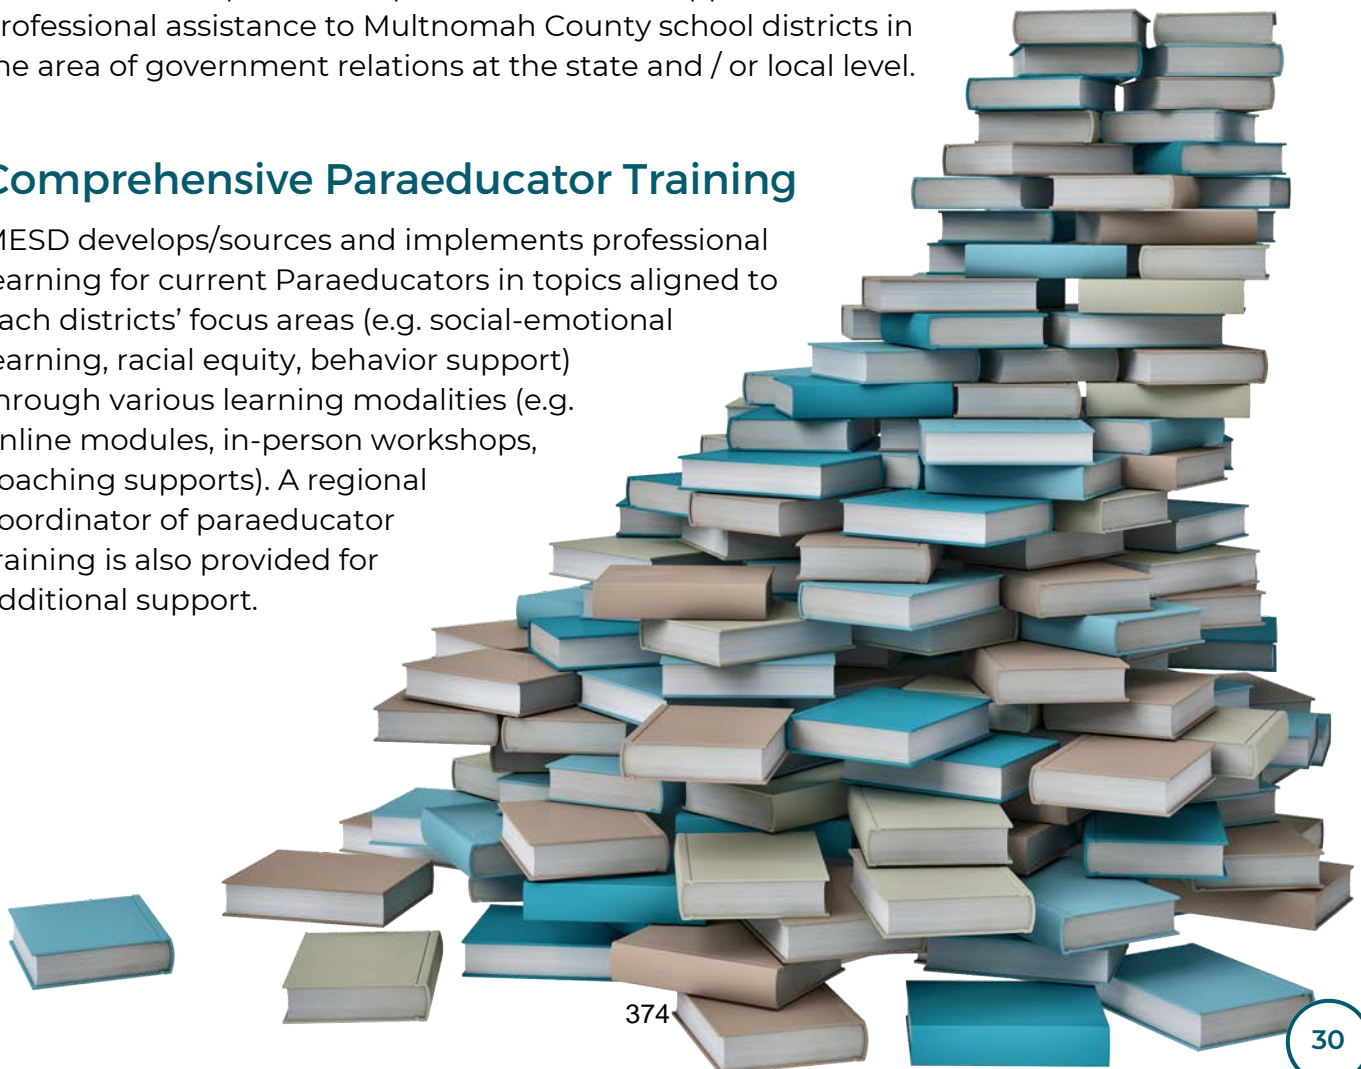 rofessional assistance to Multnomah County school districts in
he area of government relations at the state and / or local level.
Comprehensive Paraeducator Training
MESD develops/sources and implements professional
earning for current Paraeducators in topics aligned to
ach districts' focus areas (e.g. social-emotional
earning, racial equity, behavior support)
hrough various learning modalities (e.g.
nline modules, in-person workshops,
oaching supports). A regional
oordinator of paraeducator
raining is also provided for
dditional support.
374
30